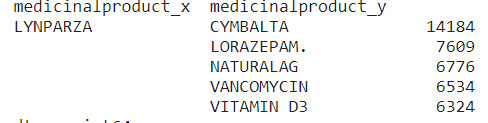 medicinalproduct_x medicinalproduct_y
LYNPARZA CYMBALTA 14184
LORAZEPAM. 7609
NATURALAG 6776
VANCOMYCIN 6534
VITAMIN D3 6324